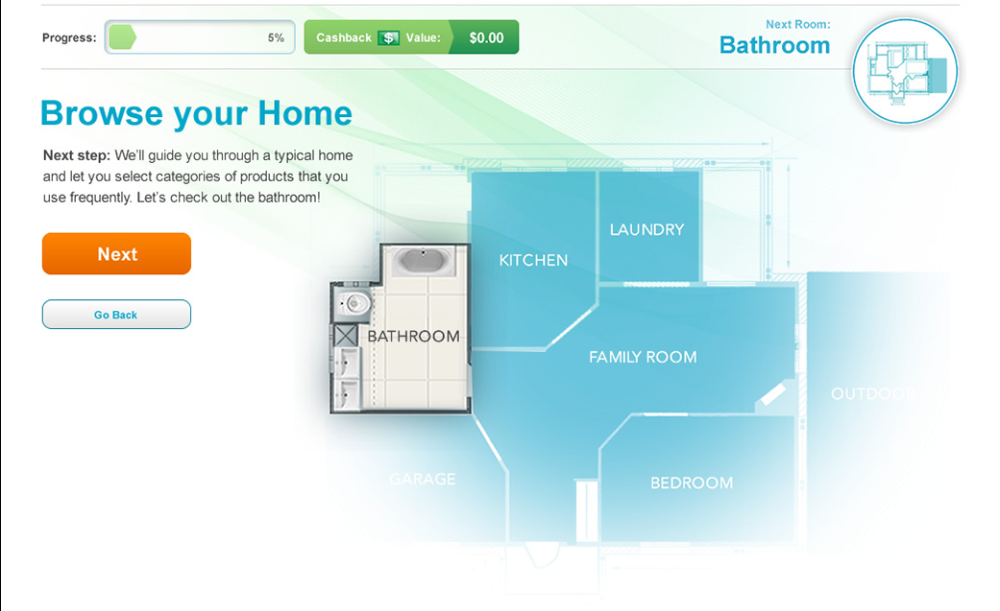 Progress:
5%
Cashback $ Value: $0.00
Next Room:
Bathroom
Browse your Home
Next step: We'll guide you through a typical home
and let you select categories of products that you
use frequently. Let's check out the bathroom!
Next
Go Back
LAUNDRY
KITCHEN
BATHROOM
FAMILY ROOM
OUTDOOR
GARAGE
BEDROOM